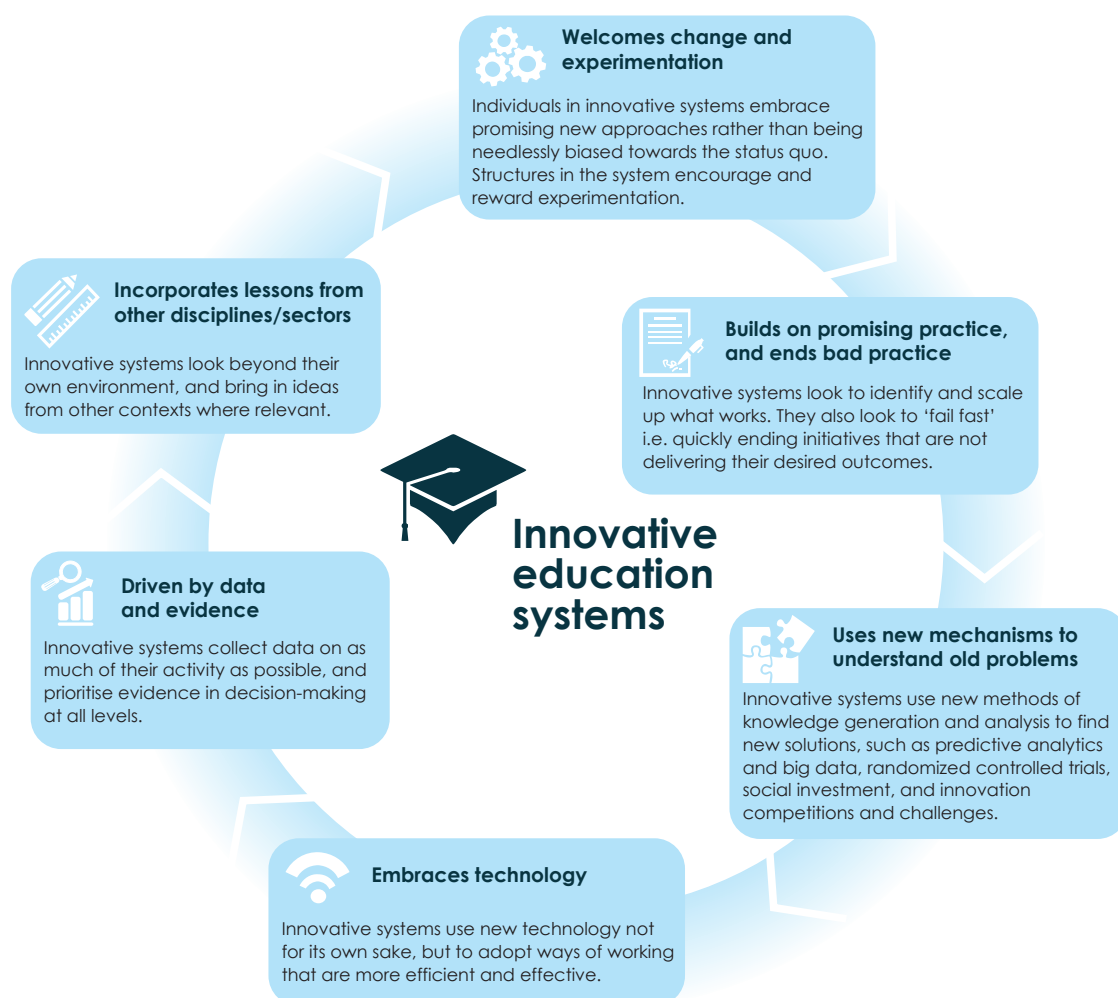 Welcomes change and
experimentation
Individuals in innovative systems embrace
promising new approaches rather than being
needlessly biased towards the status quo.
Structures in the system encourage and
reward experimentation.
Builds on promising practice,
and ends bad practice
Innovative systems look to identify and scale
up what works. They also look to ‘fail fast’
i.e. quickly ending initiatives that are not
delivering their desired outcomes.
Uses new mechanisms to
understand old problems
Innovative systems use new methods of
knowledge generation and analysis to find
new solutions, such as predictive analytics
and big data, randomized controlled trials,
social investment, and innovation
competitions and challenges.
Embraces technology
Innovative systems use new technology not
for its own sake, but to adopt ways of working
that are more efficient and effective.
Driven by data
and evidence
Innovative systems collect data on as
much of their activity as possible, and
prioritise evidence in decision-making
at all levels.
Incorporates lessons from
other disciplines/sectors
Innovative systems look beyond their
own environment, and bring in ideas
from other contexts where relevant.
Innovative
education
systems